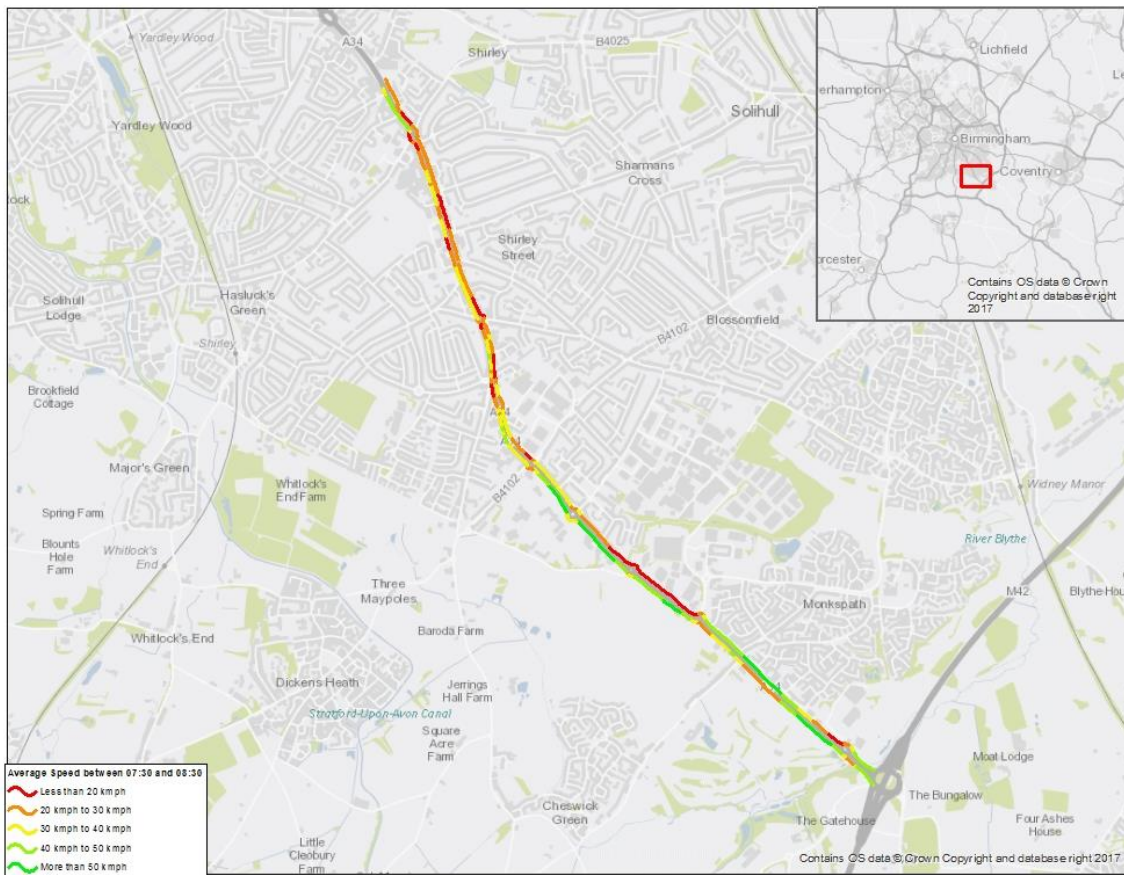 Yardley Wood
A34
B4025
Shirley
Solihull
Yardley Wood
Sharmans
Cross
tock
Shirley
Street
Solihull
Lodge
Hasluck's
Green
Shirley
B4102
Blossomfield
Brookfield
Cottage
Major's Green
Whitlock's
End Farm
B4102
Widney Manor
Spring Farm
Blounts
Hole
Farm
Whitlock's
End
River Blythe
Three
Maypoles
M42
Blythe Hou
Monkspath
Whitlock's End
Baroda Farm
Dickens Heath
Jerrings
Hall Farm
Stratford-Upon-Avon Canal
Square
Acre
Farm
Moat Lodge
The Bungalow
Cheswick
Green
The Gatehouse
Four Ashes
House
Little
Cleobury
Farm
Lichfield
erhampton
Le
Birmingham
Coventry
orcester
Contains OS data © Crown
Copyright and database right
2017
Average Speed between 07:30 and 08:30
Less than 20 kmph
20 kmph to 30 kmph
30 kmph to 40 kmph
40 kmph to 50 kmph
More than 50 kmph
Contains OS data © Crown Copyright and database right 2017